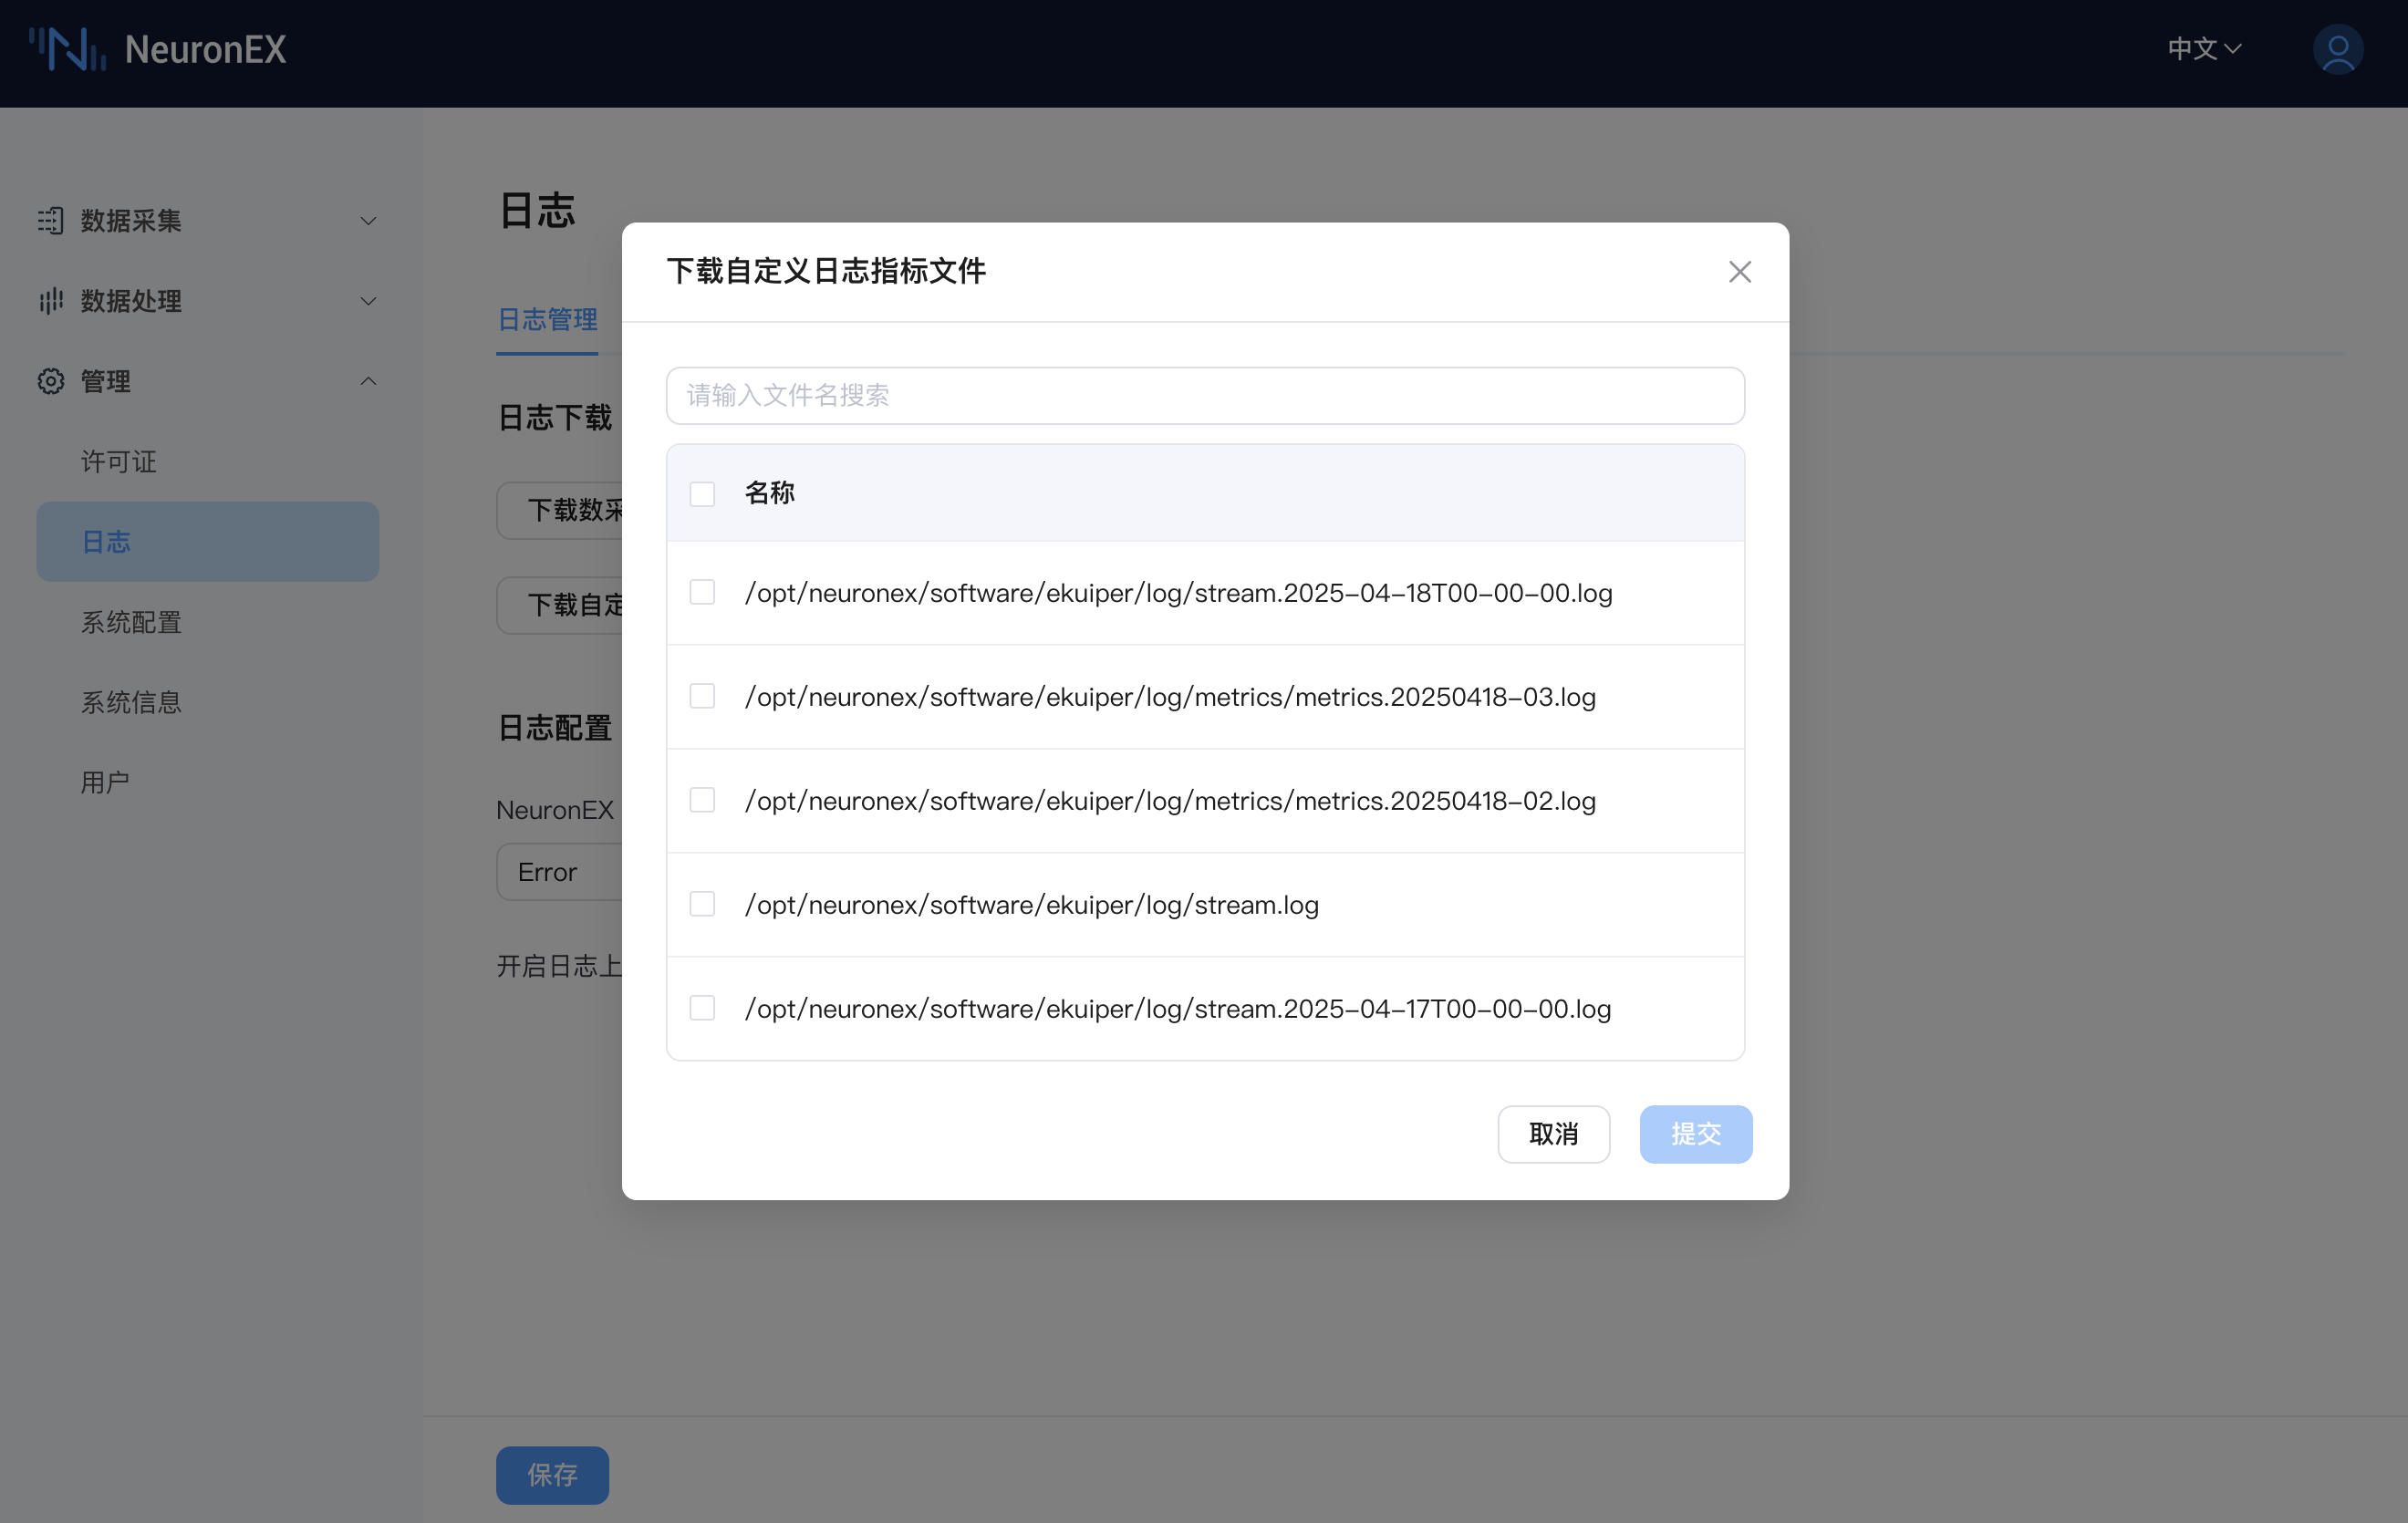 NeuronEX
中文
数据采集
数据处理
管理
许可证
日志
系统配置
系统信息
用户
日志
日志管理
日志下载
下载数采
下载自定
日志配置
NeuronEX
Error
开启日志上
保存
下载自定义日志指标文件
请输入文件名搜索
名称
/opt/neuronex/software/ekuiper/log/stream.2025-04-18T00-00-00.log
/opt/neuronex/software/ekuiper/log/metrics/metrics.20250418-03.log
/opt/neuronex/software/ekuiper/log/metrics/metrics.20250418-02.log
/opt/neuronex/software/ekuiper/log/stream.log
/opt/neuronex/software/ekuiper/log/stream.2025-04-17T00-00-00.log
取消
提交